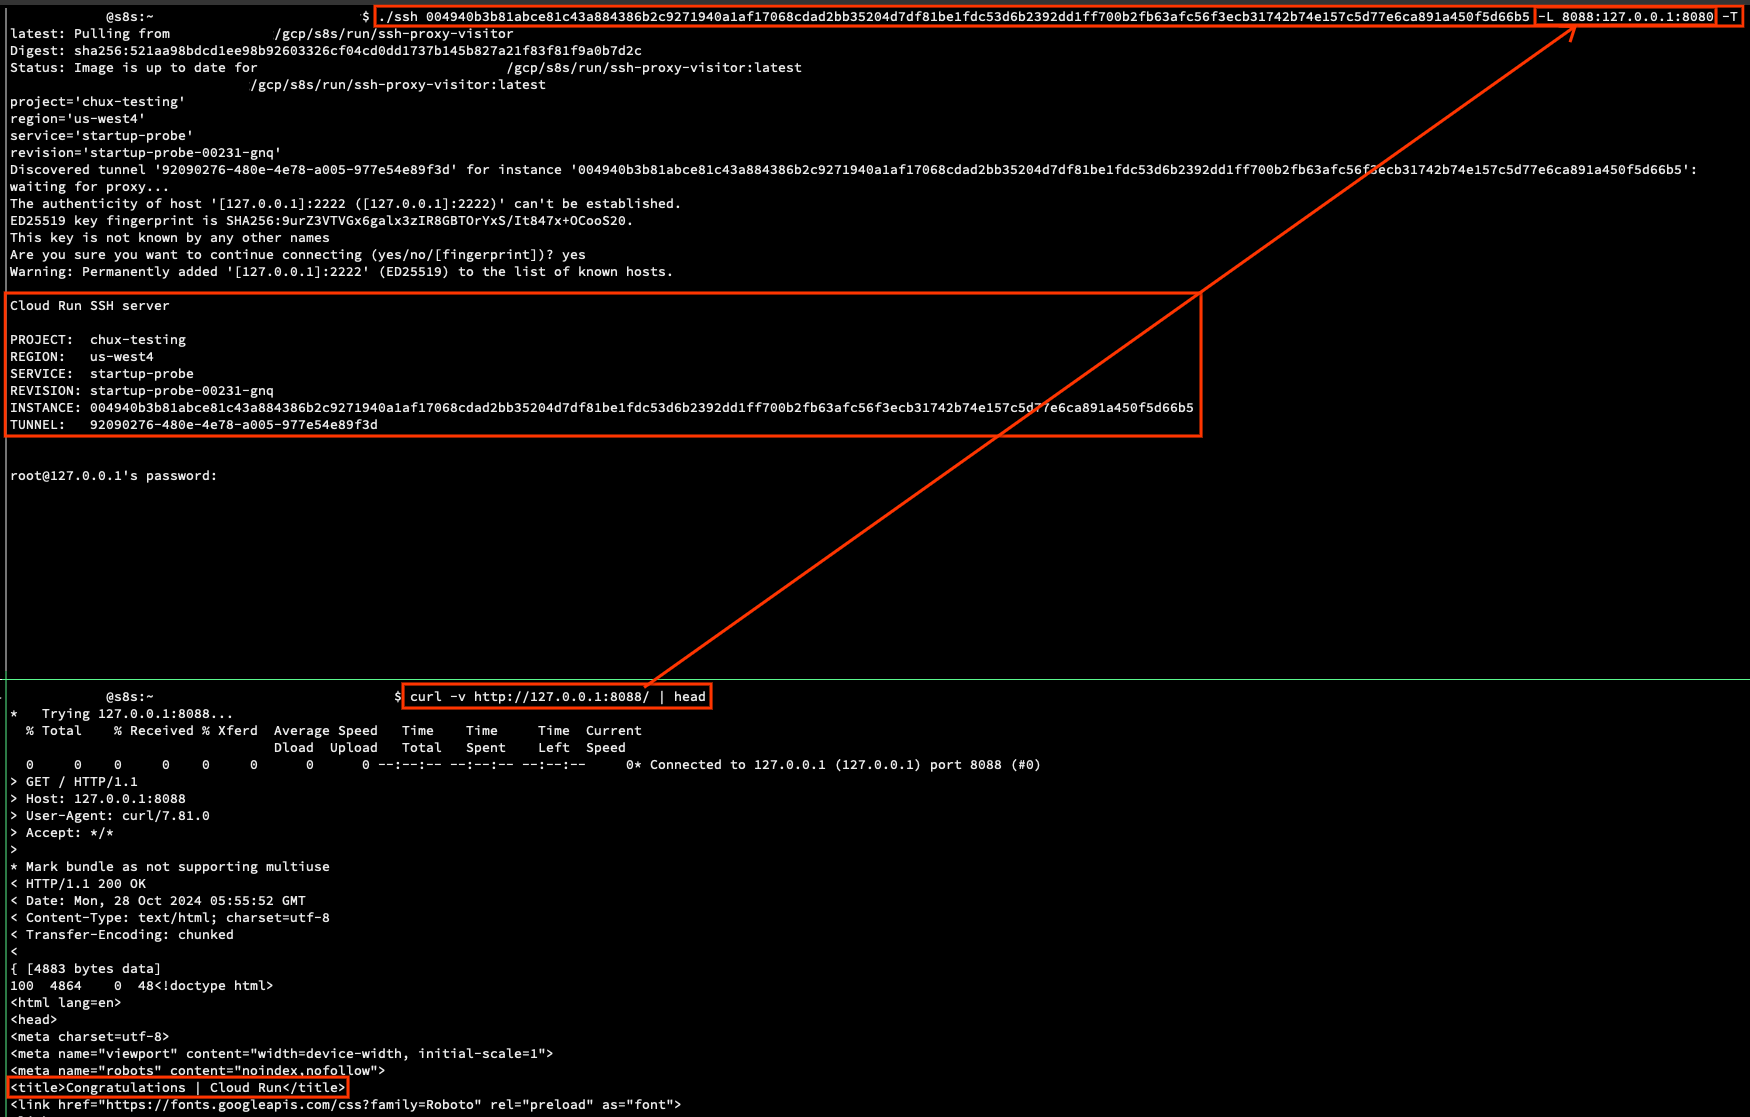 @s8s:~ $ ./ssh 004940b3b81abce81c43a884386b2c9271940a1af17068cdad2bb35204d7df81be1fdc53d6b2392dd1ff700b2fb63afc56f3ecb31742b74e157c5d77e6ca891a450f5d66b5 -L 8088:127.0.0.1:8080 -T
latest: Pulling from /gcp/s8s/run/ssh-proxy-visitor
Digest: sha256:521aa98bdcd1ee98b92603326cf04cd0dd1737b145b827a21f83f81f9a0b7d2c
Status: Image is up to date for /gcp/s8s/run/ssh-proxy-visitor:latest
/gcp/s8s/run/ssh-proxy-visitor:latest
project='chux-testing'
region='us-west4'
service='startup-probe'
revision='startup-probe-00231-gnq'
Discovered tunnel '92090276-480e-4e78-a005-977e54e89f3d' for instance '004940b3b81abce81c43a884386b2c9271940a1af17068cdad2bb35204d7df81be1fdc53d6b2392dd1ff700b2fb63afc56f3ecb31742b74e157c5d77e6ca891a450f5d66b5':
waiting for proxy...
The authenticity of host '[127.0.0.1]:2222 ([127.0.0.1]:2222)' can't be established.
ED25519 key fingerprint is SHA256:9urZ3VTVGx6galx3zIR8GBTOrYxS/It847x+OCooS20.
This key is not known by any other names
Are you sure you want to continue connecting (yes/no/[fingerprint])? yes
Warning: Permanently added '[127.0.0.1]:2222' (ED25519) to the list of known hosts.
Cloud Run SSH server
PROJECT: chux-testing
REGION: us-west4
SERVICE: startup-probe
REVISION: startup-probe-00231-gnq
INSTANCE: 004940b3b81abce81c43a884386b2c9271940a1af17068cdad2bb35204d7df81be1fdc53d6b2392dd1ff700b2fb63afc56f3ecb31742b74e157c5d77e6ca891a450f5d66b5
TUNNEL: 92090276-480e-4e78-a005-977e54e89f3d
root@127.0.0.1's password:
@s8s:~ $ curl -v http://127.0.0.1:8088/ | head
* Trying 127.0.0.1:8088...
% Total % Received % Xferd Average Speed Time Time Time Current
Dload Upload Total Spent Left Speed
0 0 0 0 0 0 0 0 --:--:-- --:--:-- --:--:-- 0* Connected to 127.0.0.1 (127.0.0.1) port 8088 (#0)
> GET / HTTP/1.1
> Host: 127.0.0.1:8088
> User-Agent: curl/7.81.0
> Accept: */*
>
* Mark bundle as not supporting multiuse
< HTTP/1.1 200 OK
< Date: Mon, 28 Oct 2024 05:55:52 GMT
< Content-Type: text/html; charset=utf-8
< Transfer-Encoding: chunked
<
{ [4883 bytes data]
100 4864 0 48<!doctype html>
<html lang=en>
<head>
<meta charset=utf-8>
<meta name="viewport" content="width=device-width, initial-scale=1">
<meta name="robots" content="noindex,nofollow">
<title>Congratulations | Cloud Run</title>
<link href="https://fonts.googleapis.com/css?family=Roboto" rel="preload" as="font">